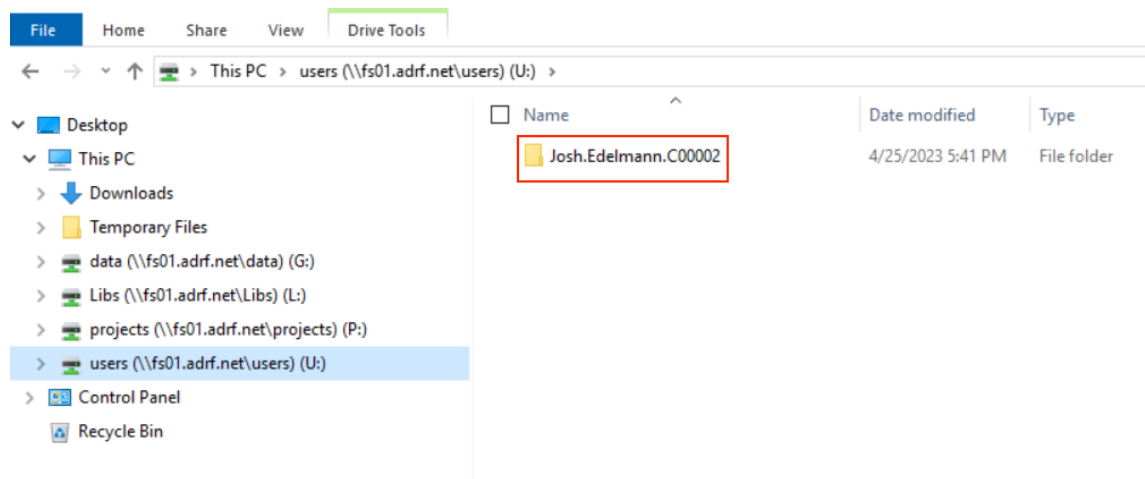 File Home Share View Drive Tools
This PC > users (\\fs01.adrf.net\users) (U:) >
Desktop
This PC
Downloads
Temporary Files
data (\\fs01.adrf.net\data) (G:)
Libs (\\fs01.adrf.net\Libs) (L:)
projects (\\fs01.adrf.net\projects) (P:)
users (\\fs01.adrf.net\users) (U:)
Control Panel
Recycle Bin
Name Date modified Type
Josh.Edelmann.C00002 4/25/2023 5:41 PM File folder